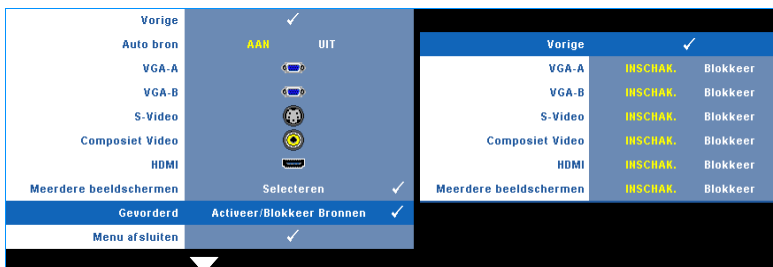 Vorige
Auto bron AAN UIT
VGA-A
VGA-B
S-Video
Composiet Video
HDMI
Meerdere beeldschermen Selecteren
Gevorderd Activeer/Blokkeer Bronnen
Menu afsluiten
Vorige
VGA-A INSCHAK. Blokkeer
VGA-B INSCHAK. Blokkeer
S-Video INSCHAK. Blokkeer
Composiet Video INSCHAK. Blokkeer
HDMI INSCHAK. Blokkeer
Meerdere beeldschermen INSCHAK. Blokkeer